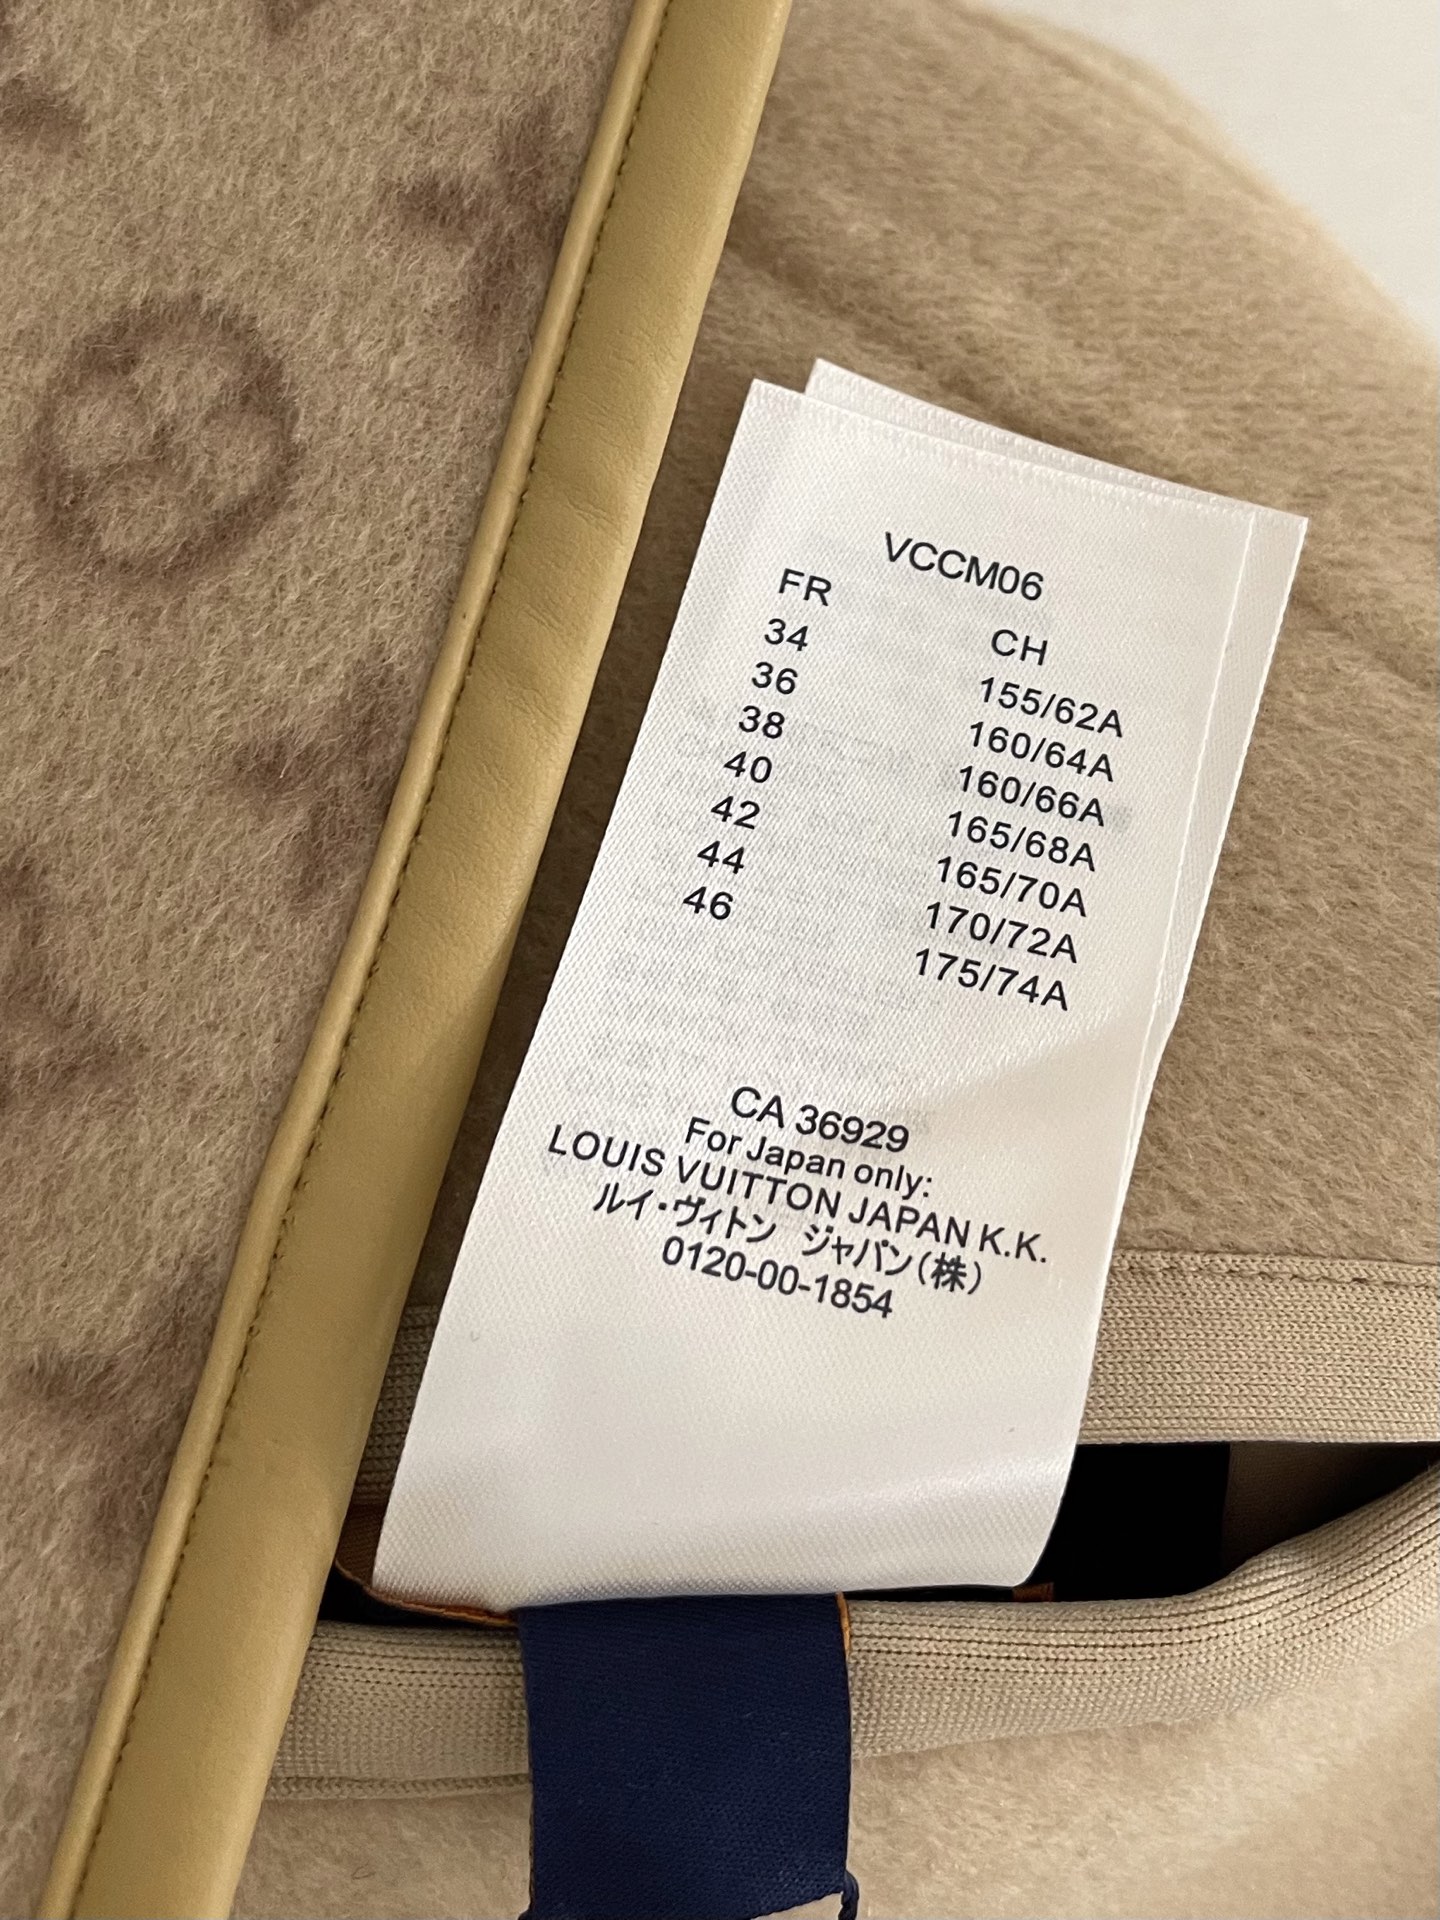 VCCM06
FR CH
34 155/62A
36 160/64A
38 160/66A
40 165/68A
42 165/70A
44 170/72A
46 175/74A
CA 36929
For Japan only:
LOUIS VUITTON JAPAN K.K.
ルイ・ヴィトン ジャパン(株)
0120-00-1854